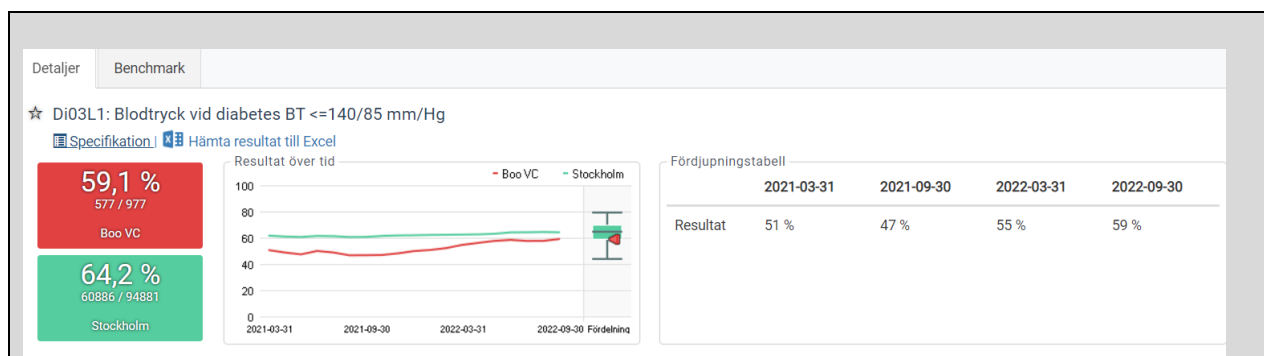 Detaljer Benchmark
☆ Di03L1: Blodtryck vid diabetes BT <=140/85 mm/Hg
Specifikation | Hämta resultat till Excel
59,1 %
577 / 977
Boo VC
64,2 %
60886 / 94881
Stockholm
Resultat över tid
Boo VC Stockholm
100
80
60
40
20
0
2021-03-31 2021-09-30 2022-03-31 2022-09-30 Fördelning
Fördjupningstabell
2021-03-31 2021-09-30 2022-03-31 2022-09-30
Resultat 51 % 47 % 55 % 59 %